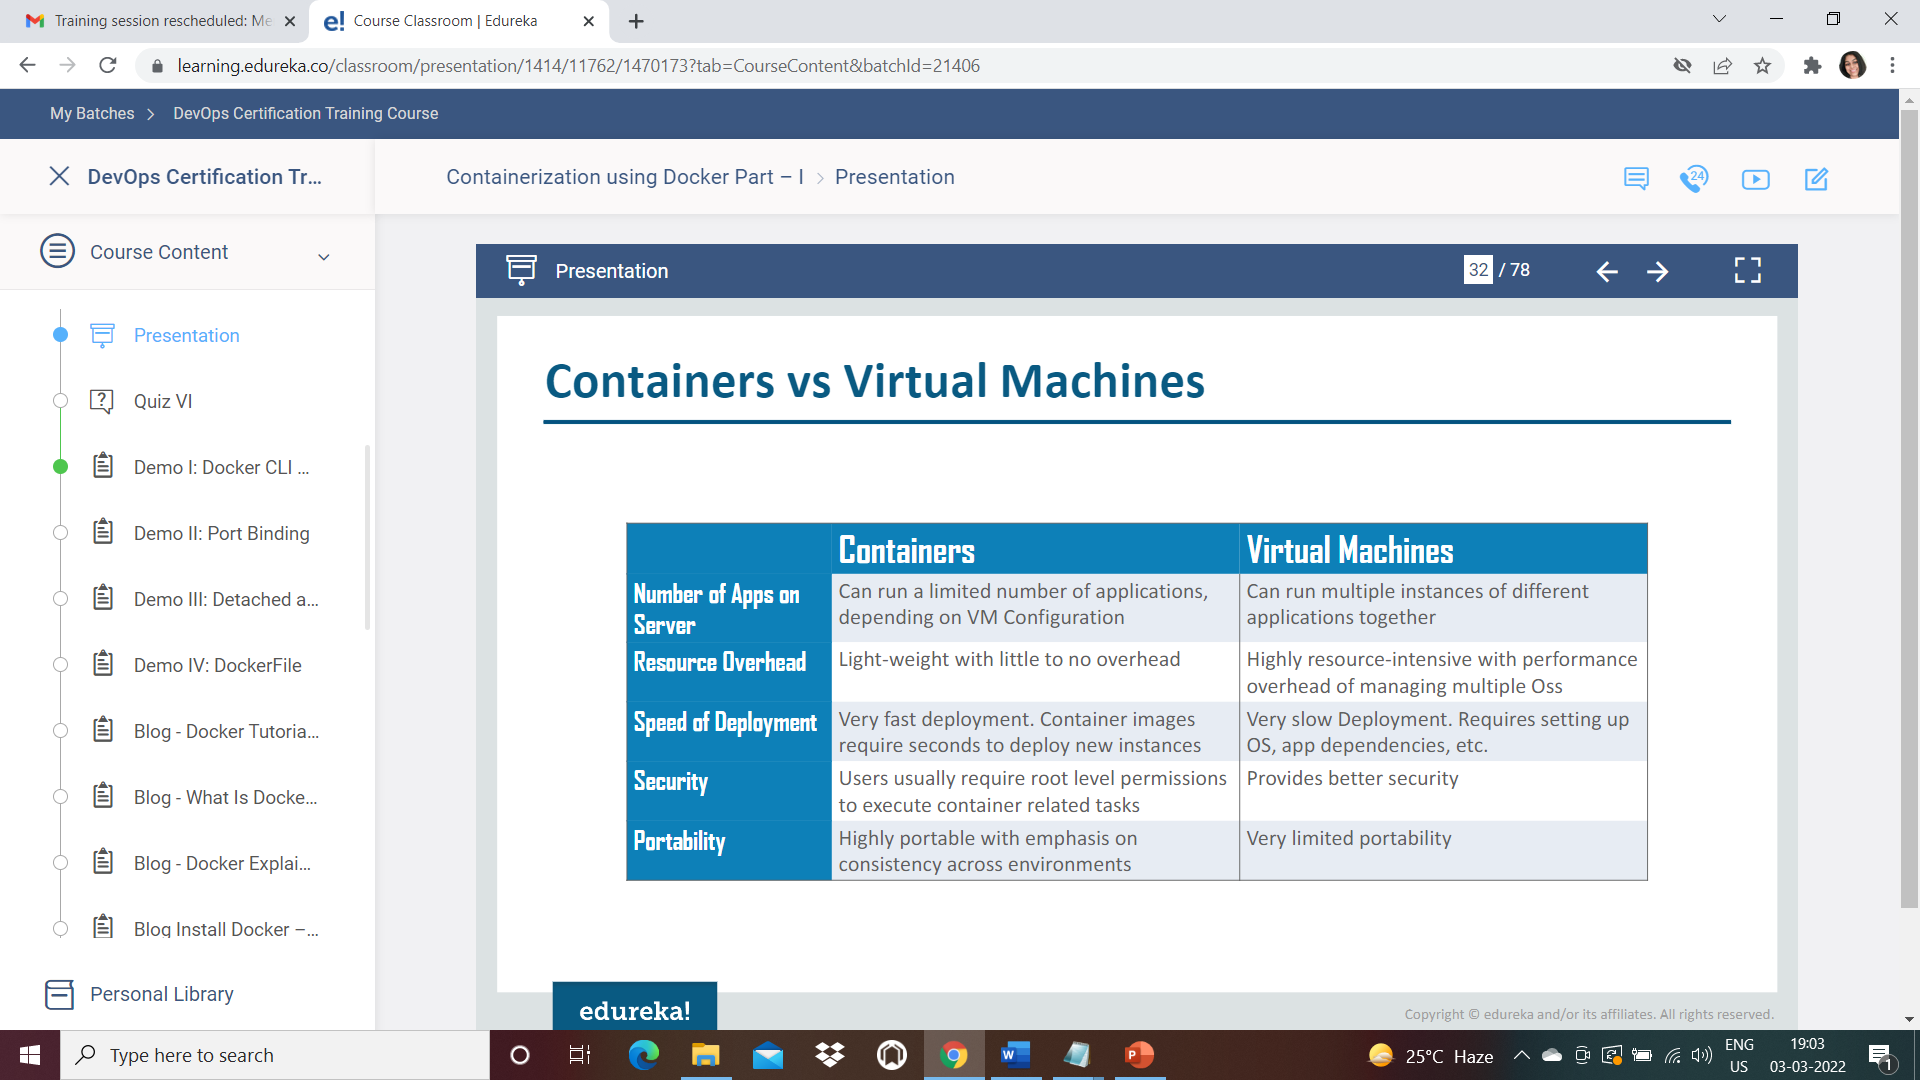 Training session rescheduled: Me
e! Course Classroom | Edureka
learning.edureka.co/classroom/presentation/1414/11762/1470173?tab=CourseContent&batchId=21406
My Batches > DevOps Certification Training Course
DevOps Certification Tr...
Containerization using Docker Part – I > Presentation
24
Course Content
Presentation
Quiz VI
Demo I: Docker CLI ...
Demo II: Port Binding
Demo III: Detached a...
Demo IV: DockerFile
Blog - Docker Tutoria...
Blog - What Is Docke...
Blog - Docker Explai...
Blog Install Docker –...
Personal Library
Presentation
32 / 78
Containers vs Virtual Machines
Containers Virtual Machines
Number of Apps on Server
Can run a limited number of applications,
depending on VM Configuration
Can run multiple instances of different
applications together
Resource Overhead
Light-weight with little to no overhead
Highly resource-intensive with performance
overhead of managing multiple Oss
Speed of Deployment
Very fast deployment. Container images
require seconds to deploy new instances
Very slow Deployment. Requires setting up
OS, app dependencies, etc.
Security
Users usually require root level permissions
to execute container related tasks
Provides better security
Portability
Highly portable with emphasis on
consistency across environments
Very limited portability
edureka!
Copyright © edureka and/or its affiliates. All rights reserved.
Type here to search
W
P
25°C Haze
ENG
US
19:03
03-03-2022
1